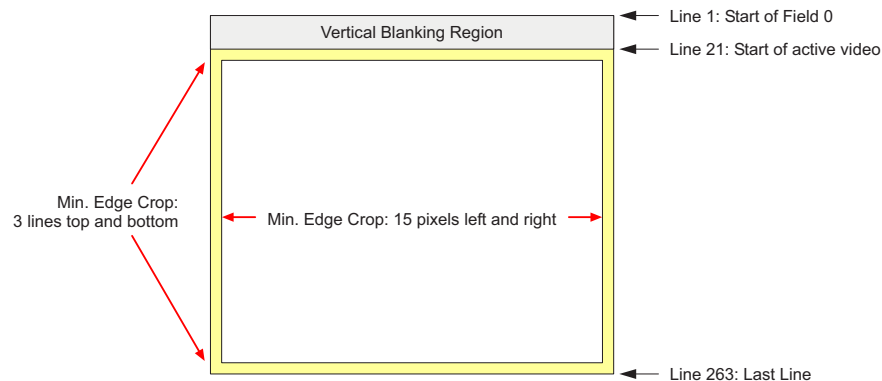 Line 1: Start of Field 0
Vertical Blanking Region
Line 21: Start of active video
Min. Edge Crop:
3 lines top and bottom
Min. Edge Crop: 15 pixels left and right
Line 263: Last Line